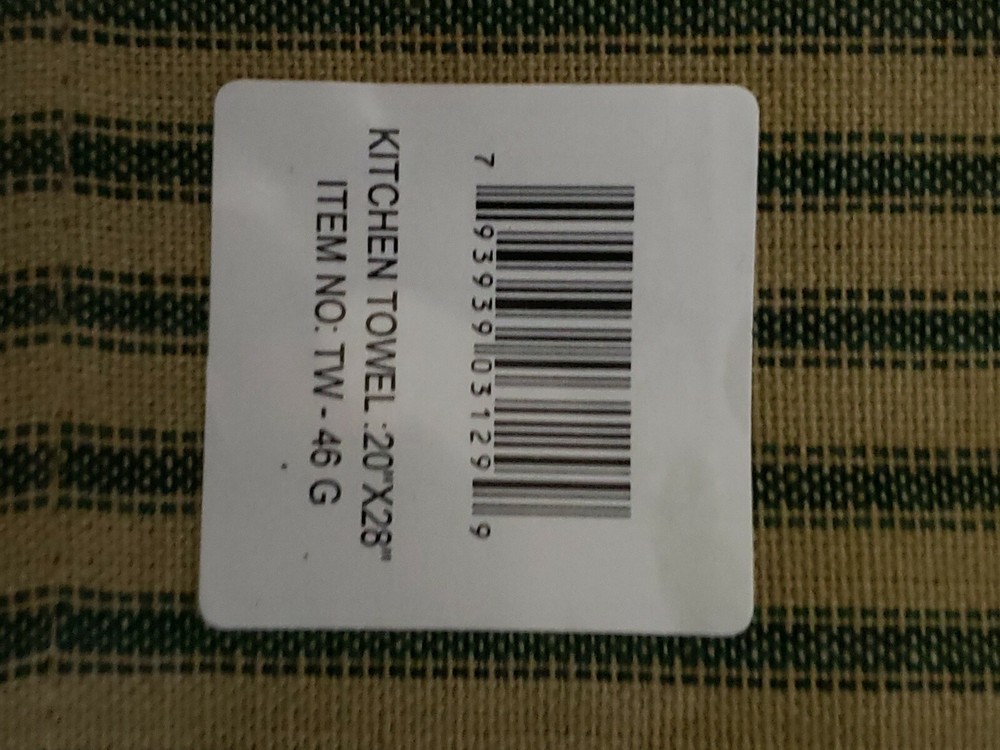 7 93939 03129 9
KITCHEN TOWEL :20"X28"
ITEM NO: TW - 46 G